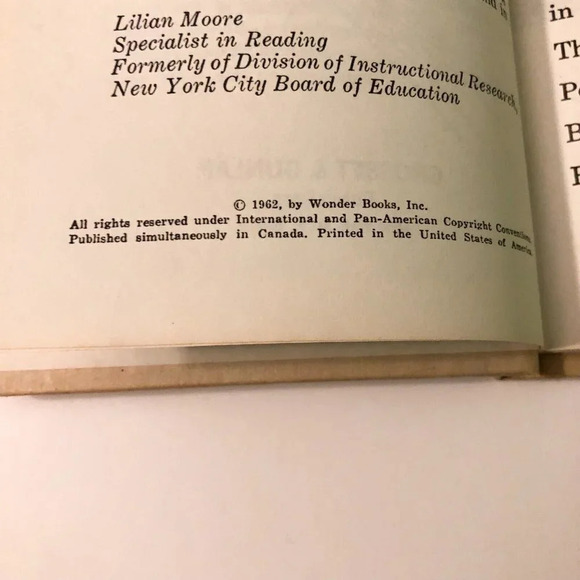 Lilian Moore
Specialist in Reading
Formerly of Division of Instructional Research,
New York City Board of Education
© 1962, by Wonder Books, Inc.
All rights reserved under International and Pan-American Copyright Conventions.
Published simultaneously in Canada. Printed in the United States of America.
in